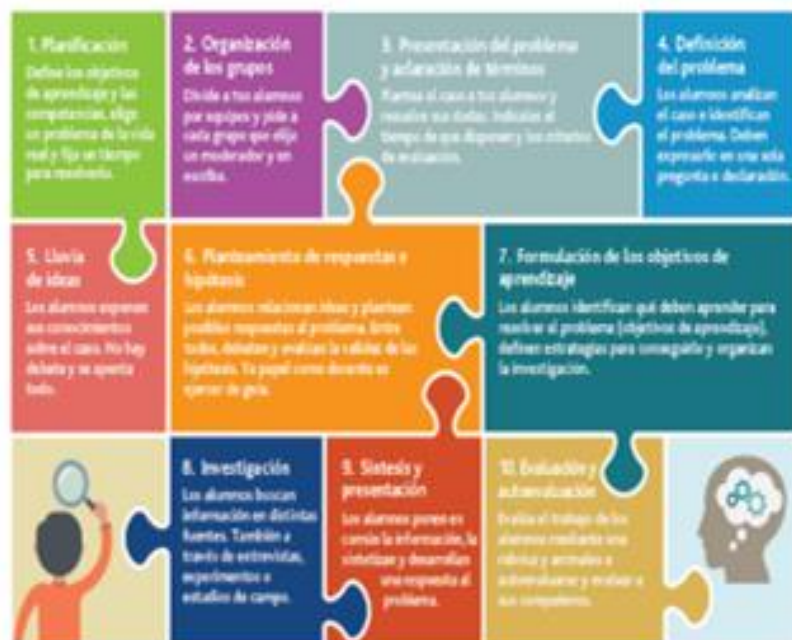 1. Planificación
Define los objetivos
de aprendizaje y las
competencias, elige
un problema de la vida
real y fija un tiempo
para resolverlo.
2. Organización
de los grupos
Divide a tus alumnos
por equipos y pide a
cada grupo que elija
un moderador y un
escriba.
3. Presentación del problema
y aclaración de términos
Plantea el caso a tus alumnos y
resuelve sus dudas. Indícales el
tiempo de que disponen y los criterios
de evaluación.
4. Definición
del problema
Los alumnos analizan
el caso e identifican
el problema. Deben
expresarlo en una sola
pregunta o declaración.
5. Lluvia
de ideas
Los alumnos exponen
sus conocimientos
sobre el caso. No hay
debate y se apunta
todo.
6. Planteamiento de respuestas e
hipótesis
Los alumnos relacionan ideas y plantean
posibles respuestas al problema. Entre
todos, debaten y evalúan la validez de las
hipótesis. Tu papel como docente es
ejercer de guía.
7. Formulación de los objetivos de
aprendizaje
Los alumnos identifican qué deben aprender para
resolver el problema (objetivos de aprendizaje),
definen estrategias para conseguirlo y organizan
la investigación.
8. Investigación
Los alumnos buscan
información en distintas
fuentes. También a
través de entrevistas,
experimentos o
estudios de campo.
9. Síntesis y
presentación
Los alumnos ponen en
común la información, la
sintetizan y desarrollan
una respuesta al
problema.
10. Evaluación y
autoevaluación
Evalúa el trabajo de los
alumnos mediante una
rúbrica y anímales a
autoevaluarse y evaluar a
sus compañeros.